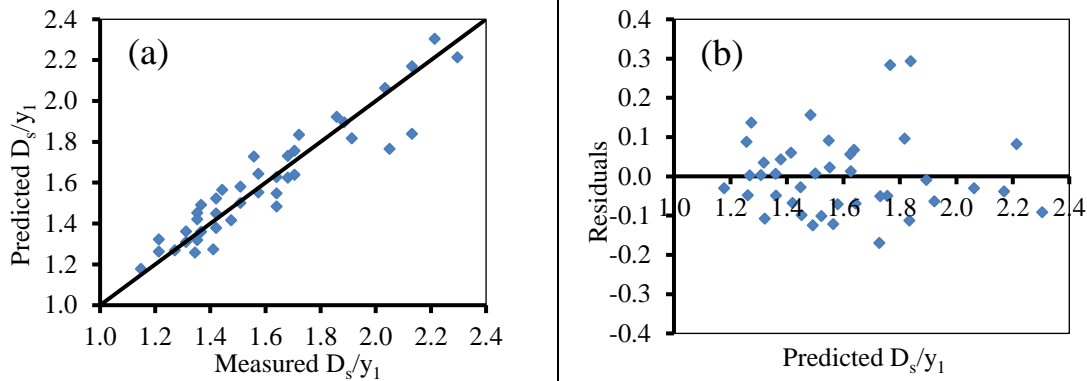 (a)
Predicted Dₛ/y₁
2.4
2.2
2.0
1.8
1.6
1.4
1.2
1.0
1.0 1.2 1.4 1.6 1.8 2.0 2.2 2.4
Measured Dₛ/y₁
(b)
Residuals
0.4
0.3
0.2
0.1
0.0
-0.1
-0.2
-0.3
-0.4
1.0 1.2 1.4 1.6 1.8 2.0 2.2 2.4
Predicted Dₛ/y₁